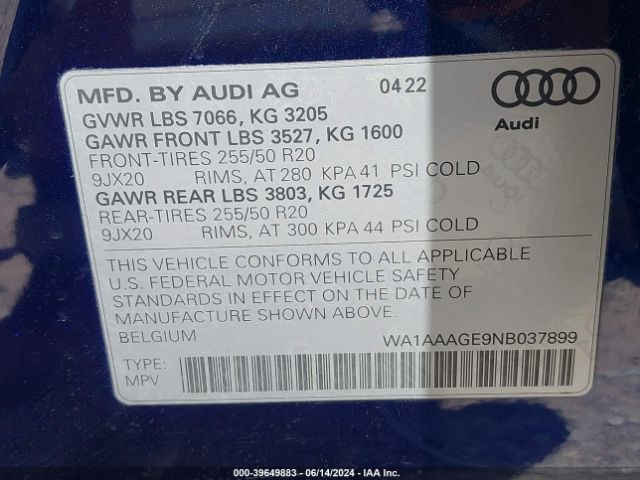 MFD. BY AUDI AG 0422
GVWR LBS 7066, KG 3205
GAWR FRONT LBS 3527, KG 1600
FRONT-TIRES 255/50 R20
9JX20 RIMS, AT 280 KPA 41 PSI COLD
GAWR REAR LBS 3803, KG 1725
REAR-TIRES 255/50 R20
9JX20 RIMS, AT 300 KPA 44 PSI COLD
Audi
THIS VEHICLE CONFORMS TO ALL APPLICABLE
U.S. FEDERAL MOTOR VEHICLE SAFETY
STANDARDS IN EFFECT ON THE DATE OF
MANUFACTURE SHOWN ABOVE.
BELGIUM WA1AAAGE9NB037899
TYPE:
MPV
000-39649883 - 06/14/2024 - IAA Inc.